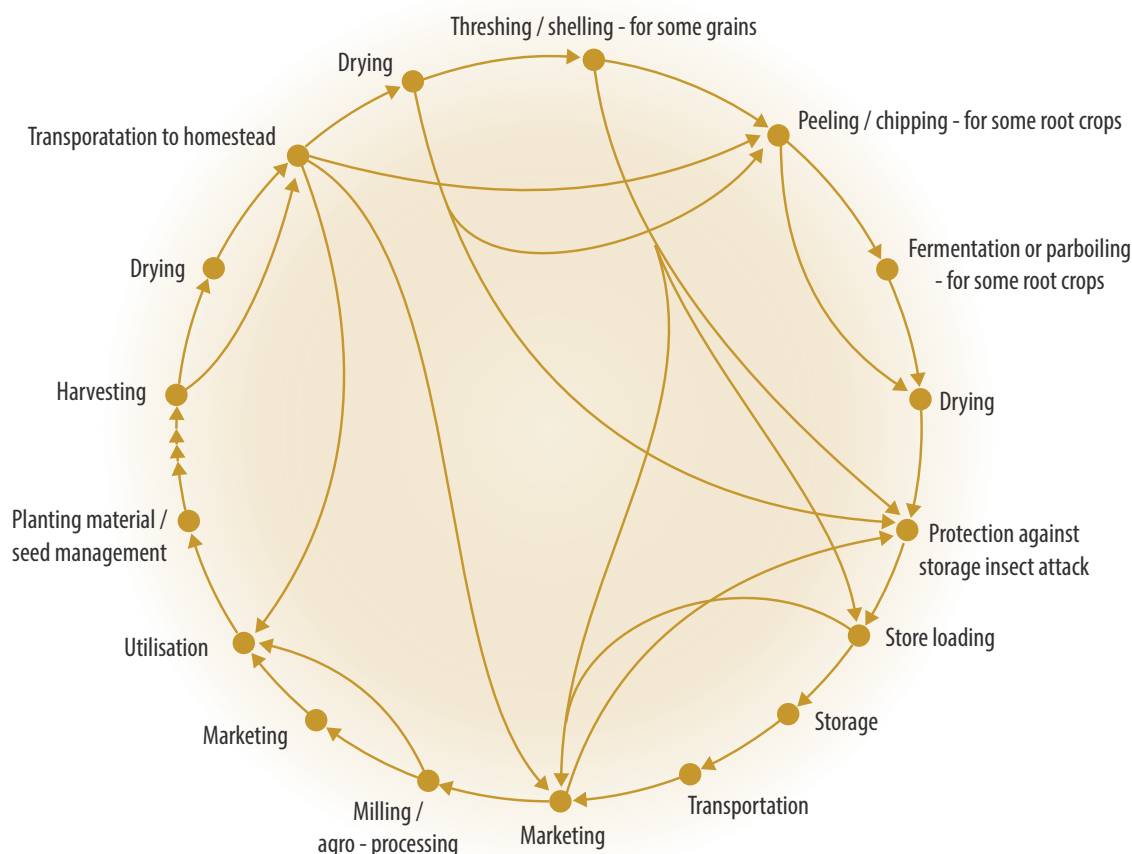 Threshing / shelling - for some grains
Drying
Peeling / chipping - for some root crops
Transporatation to homestead
Fermentation or parboiling
- for some root crops
Drying
Harvesting
Drying
Planting material /
seed management
Protection against
storage insect attack
Utilisation
Store loading
Marketing
Storage
Milling /
agro - processing
Marketing
Transportation